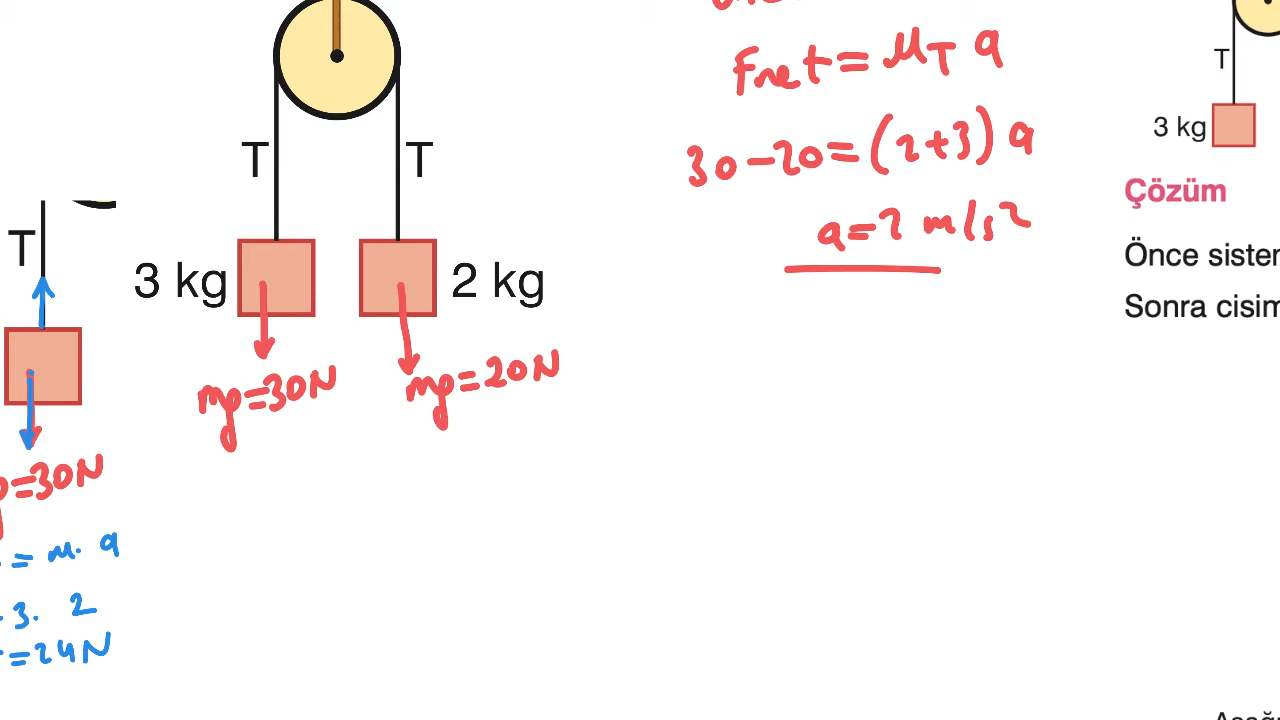 T
=30N
= m. a
3. 2
=24N
T T
3 kg 2 kg
mg=30N mg=20N
Fnet= MT a
30-20=(2+3) a
a=2 m/s²
T
3 kg
Çözüm
Önce sister
Sonra cisim